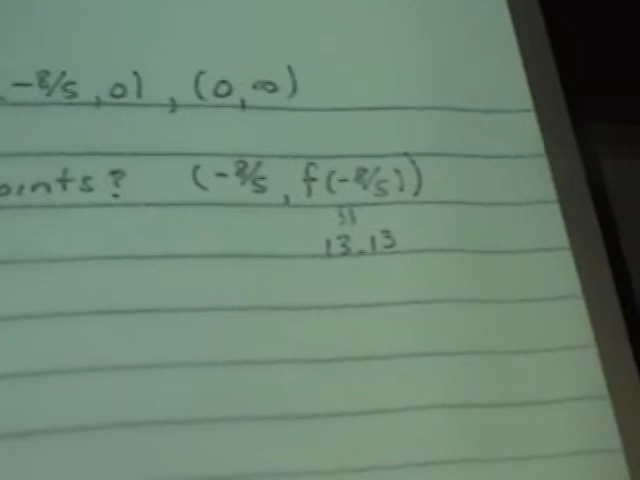 -8/5, 0), (0, ∞)
oints? (-8/5, f(-8/5))
13.13